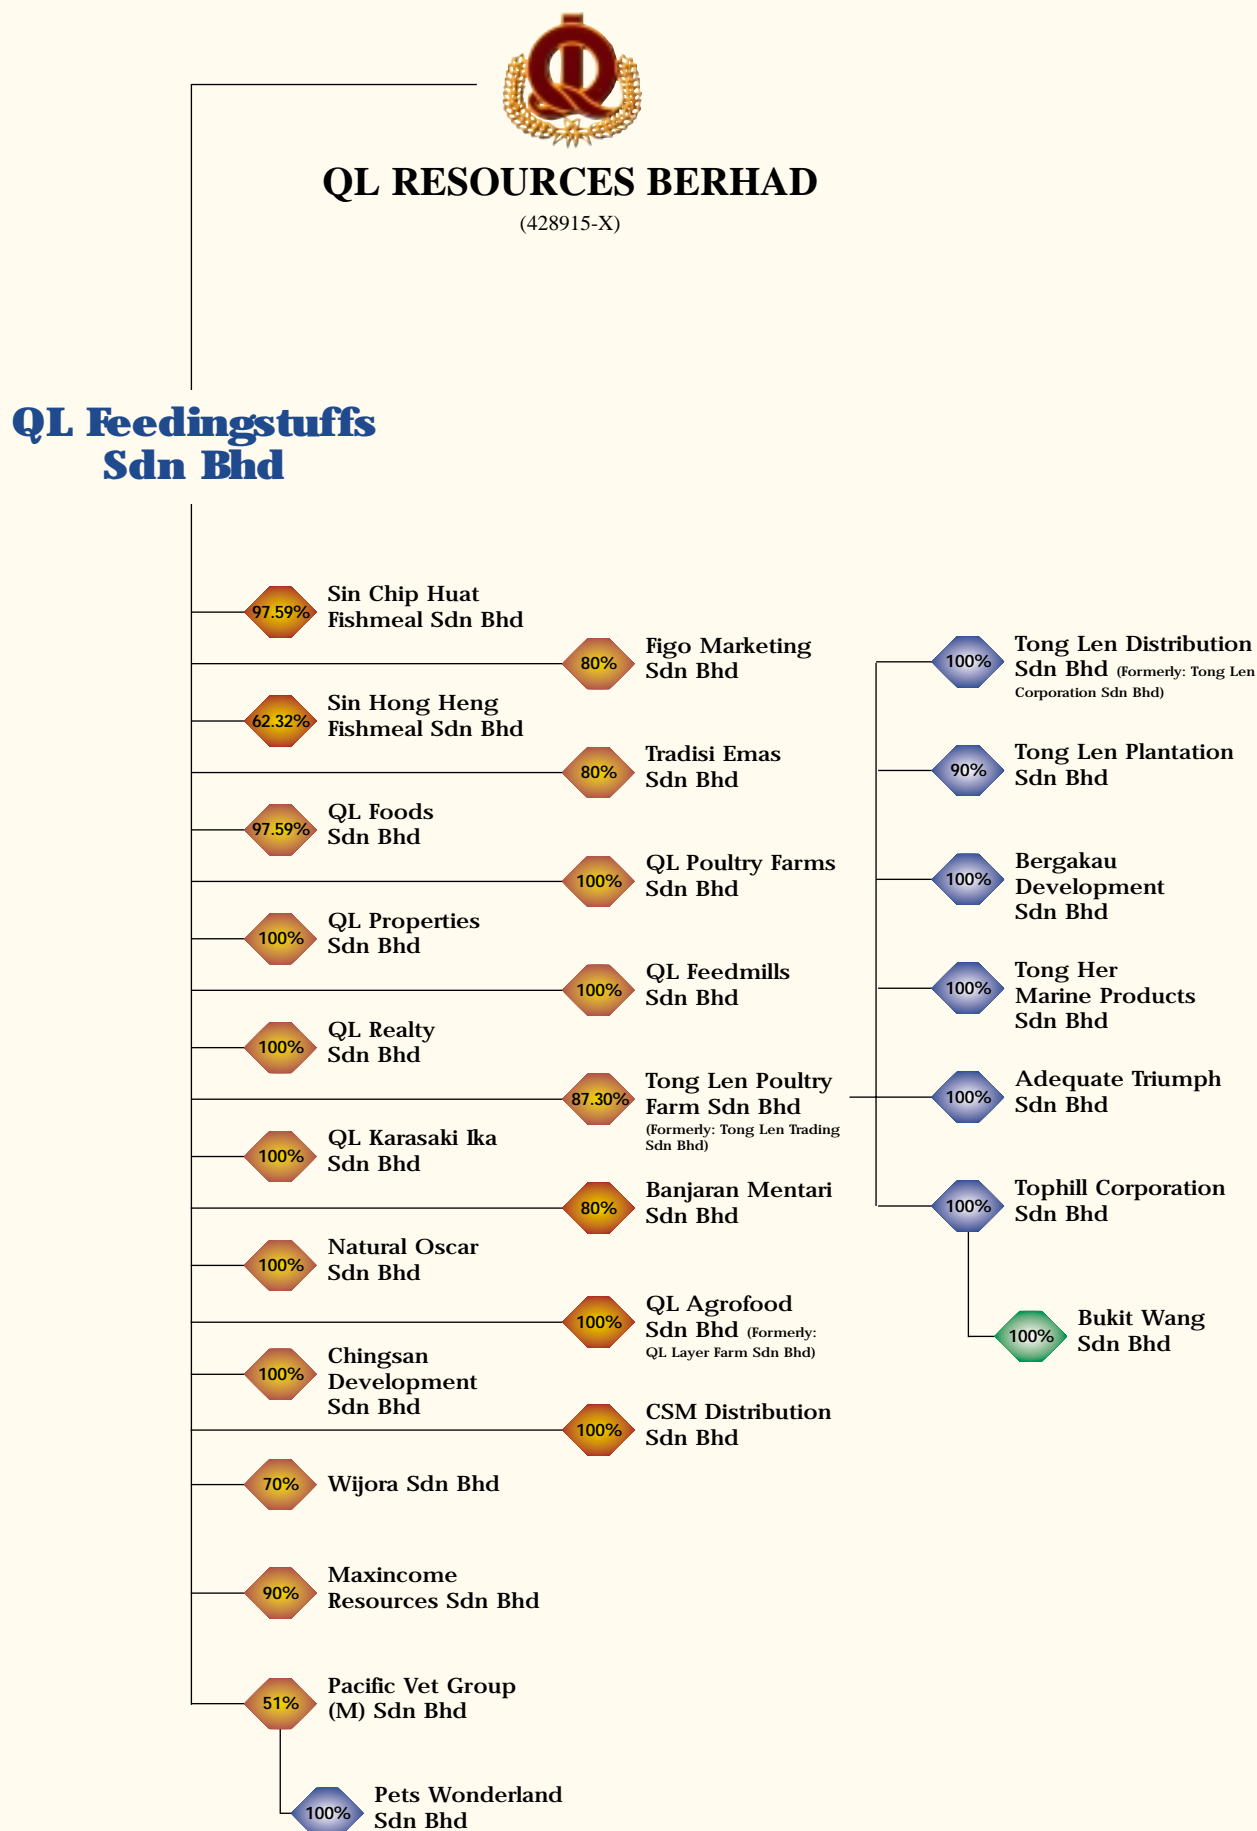 QL RESOURCES BERHAD
(428915-X)
QL Feedingstuffs
Sdn Bhd
97.59%
Sin Chip Huat
Fishmeal Sdn Bhd
80%
Figo Marketing
Sdn Bhd
62.32%
Sin Hong Heng
Fishmeal Sdn Bhd
80%
Tradisi Emas
Sdn Bhd
97.59%
QL Foods
Sdn Bhd
100%
QL Poultry Farms
Sdn Bhd
100%
QL Properties
Sdn Bhd
100%
QL Feedmills
Sdn Bhd
100%
QL Realty
Sdn Bhd
87.30%
Tong Len Poultry
Farm Sdn Bhd
(Formerly: Tong Len Trading
Sdn Bhd)
100%
QL Karasaki Ika
Sdn Bhd
80%
Banjaran Mentari
Sdn Bhd
100%
Natural Oscar
Sdn Bhd
100%
QL Agrofood
Sdn Bhd (Formerly:
QL Layer Farm Sdn Bhd)
100%
Chingsan
Development
Sdn Bhd
100%
CSM Distribution
Sdn Bhd
70%
Wijora Sdn Bhd
90%
Maxincome
Resources Sdn Bhd
51%
Pacific Vet Group
(M) Sdn Bhd
100%
Pets Wonderland
Sdn Bhd
100%
Tong Len Distribution
Sdn Bhd (Formerly: Tong Len
Corporation Sdn Bhd)
90%
Tong Len Plantation
Sdn Bhd
100%
Bergakau
Development
Sdn Bhd
100%
Tong Her
Marine Products
Sdn Bhd
100%
Adequate Triumph
Sdn Bhd
100%
Tophill Corporation
Sdn Bhd
100%
Bukit Wang
Sdn Bhd